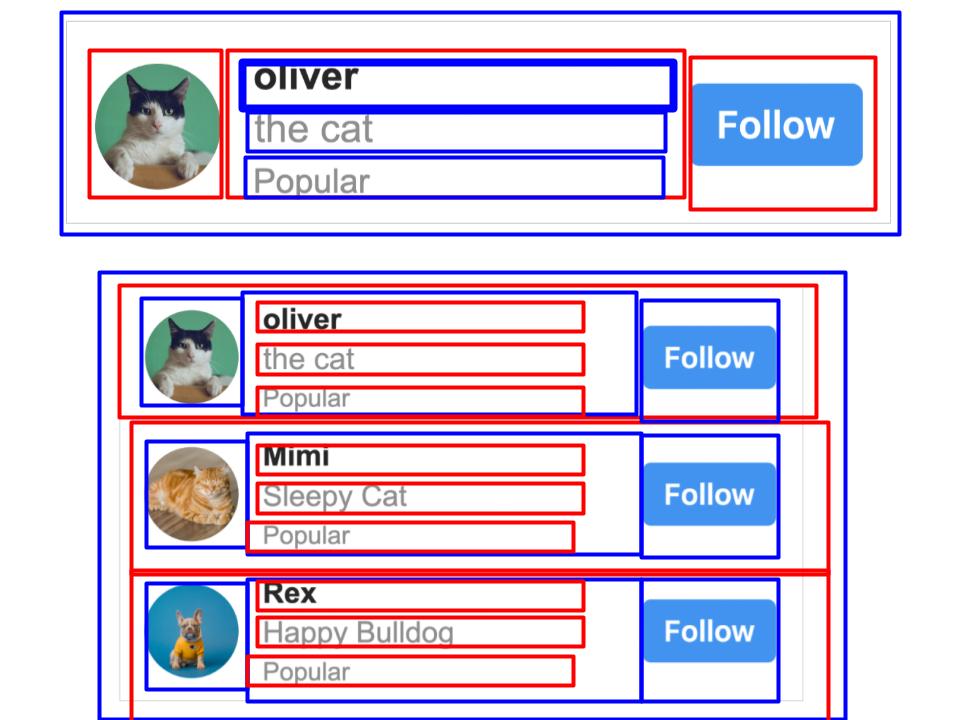 oliver
the cat
Popular
Follow
oliver
the cat
Popular
Follow
Mimi
Sleepy Cat
Popular
Follow
Rex
Happy Bulldog
Popular
Follow